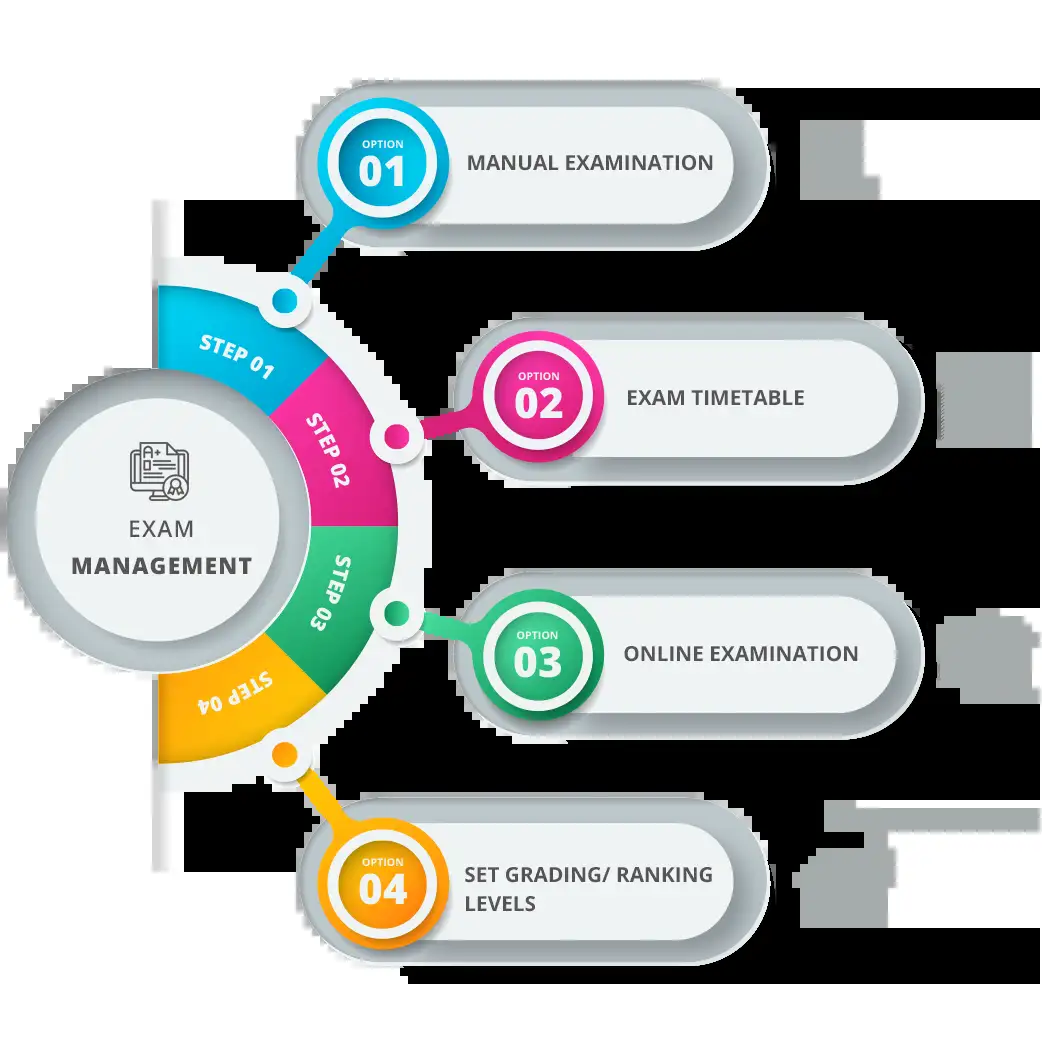 OPTION
01
MANUAL EXAMINATION
STEP 01
OPTION
02
EXAM TIMETABLE
STEP 02
A+
EXAM
MANAGEMENT
STEP 03
OPTION
03
ONLINE EXAMINATION
STEP 04
OPTION
04
SET GRADING/ RANKING
LEVELS